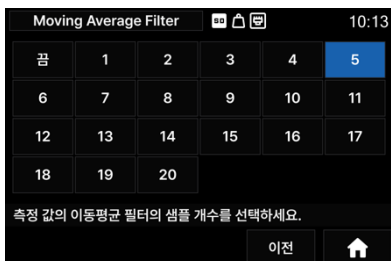 Moving Average Filter SD 10:13
끔 1 2 3 4 5
6 7 8 9 10 11
12 13 14 15 16 17
18 19 20
측정 값의 이동평균 필터의 샘플 개수를 선택하세요.
이전